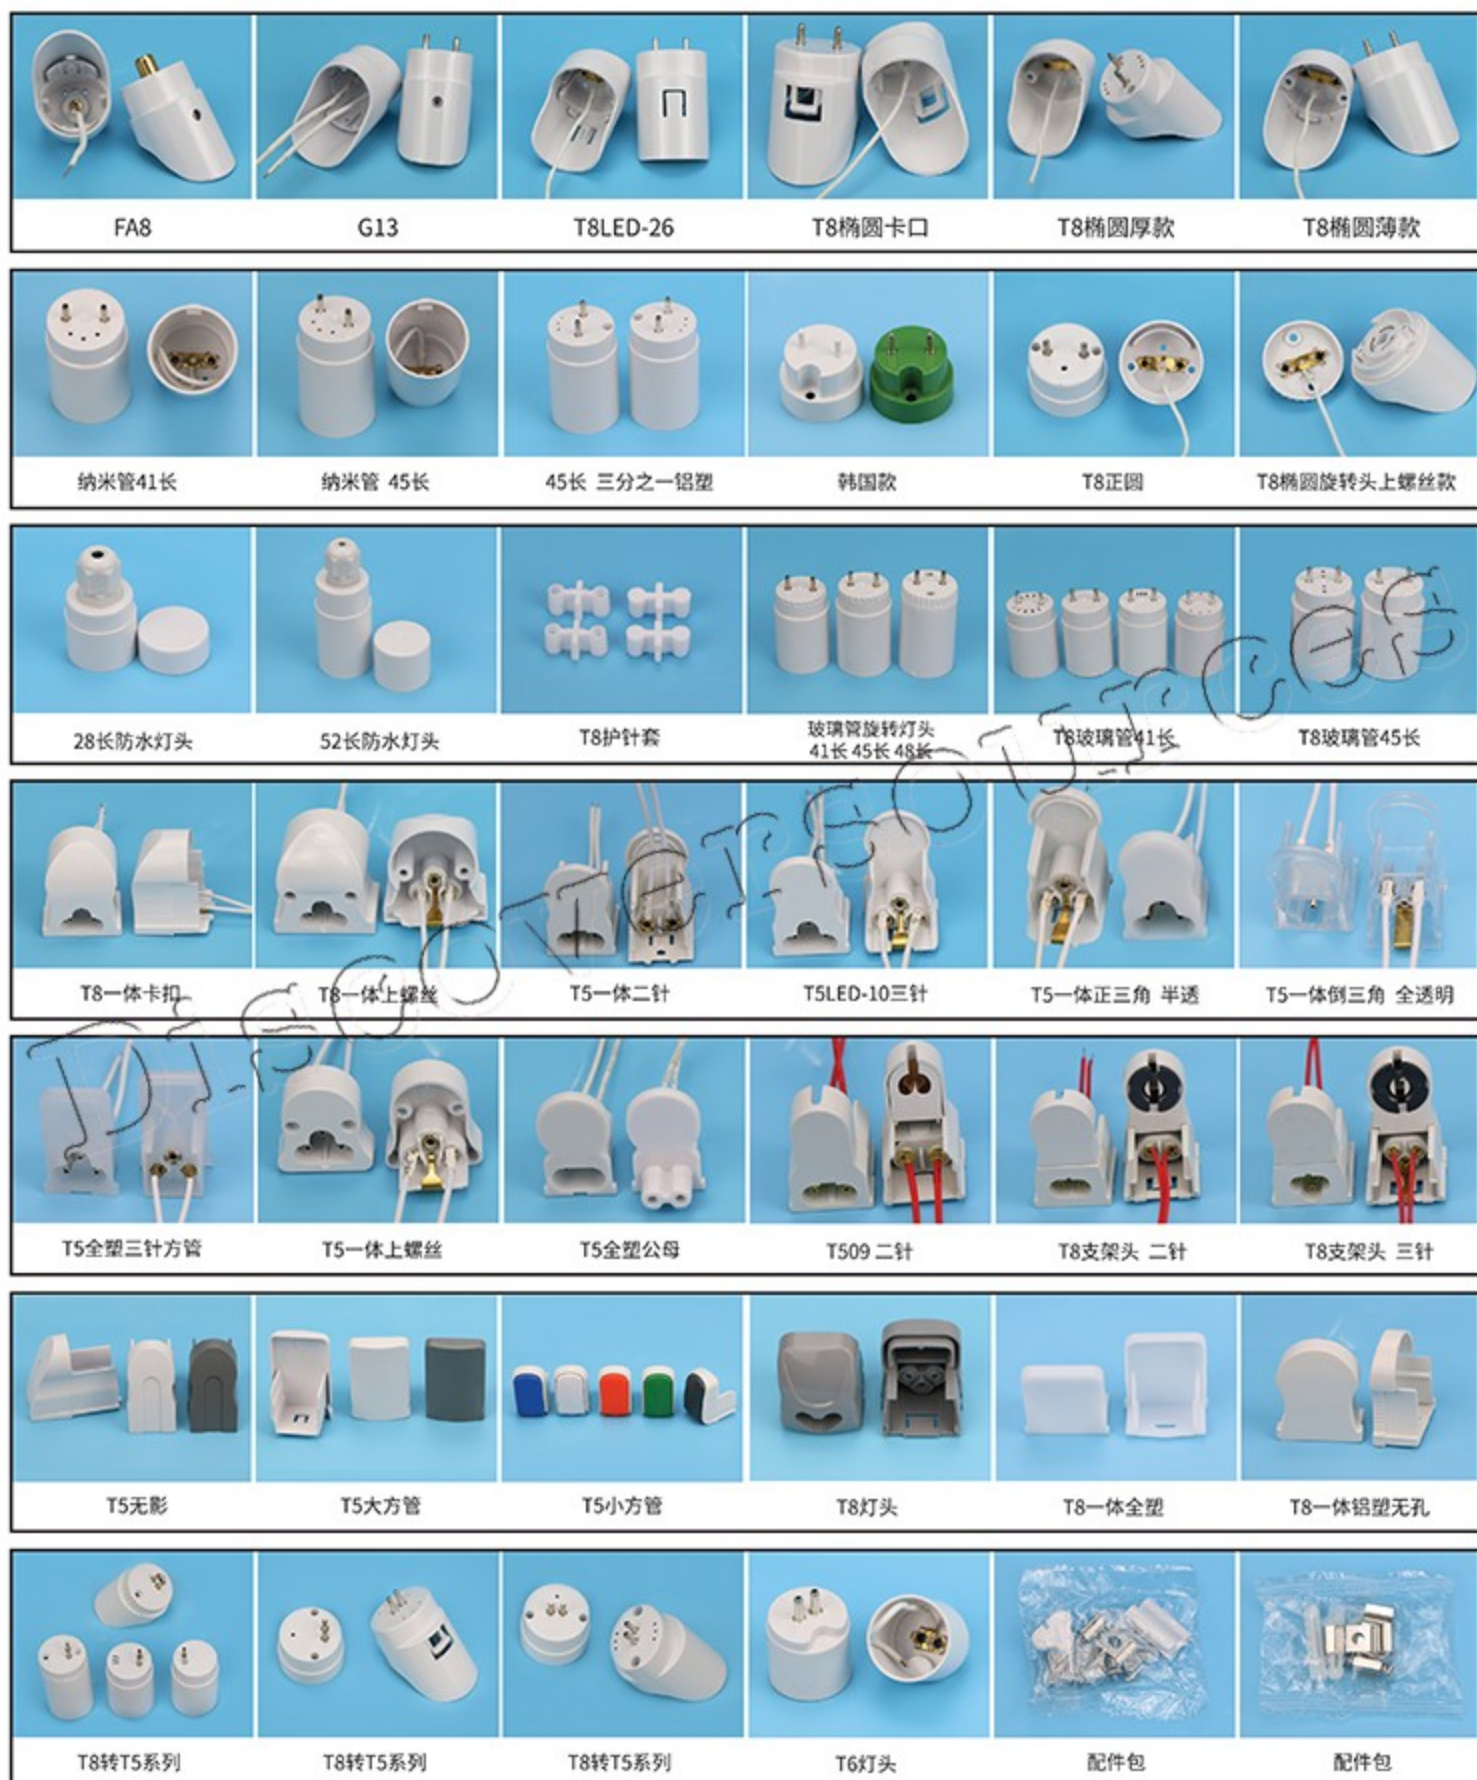 FA8
G13
T8LED-26
T8椭圆卡口
T8椭圆厚款
T8椭圆薄款
纳米管41长
纳米管 45长
45长 三分之一铝塑
韩国款
T8正圆
T8椭圆旋转头上螺丝款
28长防水灯头
52长防水灯头
T8护针套
玻璃管旋转灯头
41长 45长 48长
T8玻璃管41长
T8玻璃管45长
T8一体卡扣
T8一体上螺丝
T5一体二针
T5LED-10三针
T5一体正三角 半透
T5一体倒三角 全透明
Discoversources
T5全塑三针方管
T5一体上螺丝
T5全塑公母
T509 二针
T8支架头 二针
T8支架头 三针
T5无影
T5大方管
T5小方管
T8灯头
T8一体全塑
T8一体铝塑无孔
T8转T5系列
T8转T5系列
T8转T5系列
T6灯头
配件包
配件包